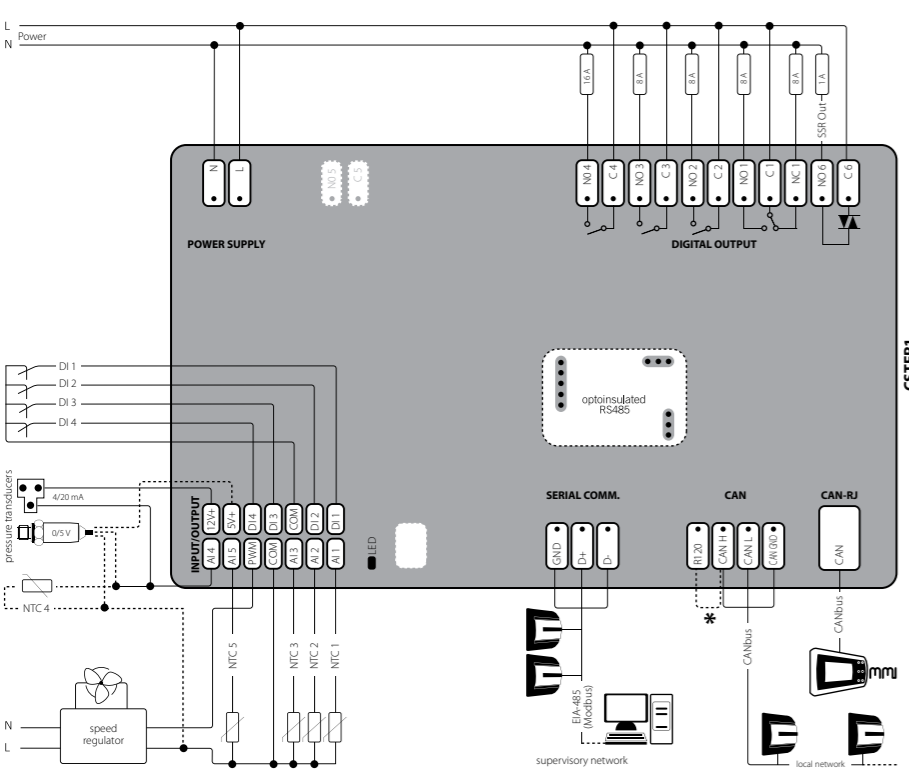 L
N Power
16 A
8 A
8 A
8 A
8 A
1 A
SSR Out
N
L
NO 5
C 5
NO 4
C 4
NO 3
C 3
NO 2
C 2
NO 1
C 1
NC 1
NO 6
C 6
POWER SUPPLY
DIGITAL OUTPUT
CSTEP1
optoinsulated
RS485
DI 1
DI 2
DI 3
DI 4
pressure transducers
4/20 mA
0/5 V
NTC 4
INPUT/OUTPUT
12V+
5V+
DI4
DI 3
COM
DI 2
DI 1
AI 4
AI 5
PWM
COM
AI3
AI 2
AI 1
LED
SERIAL COMM.
CAN
CAN-RJ
GND
D+
D-
R120
CAN H
CAN L
CAN GND
CAN
*
NTC 5
NTC 3
NTC 2
NTC 1
CANbus
CANbus
MMI
EIA-485
(Modbus)
N
L
speed
regulator
supervisory network
local network